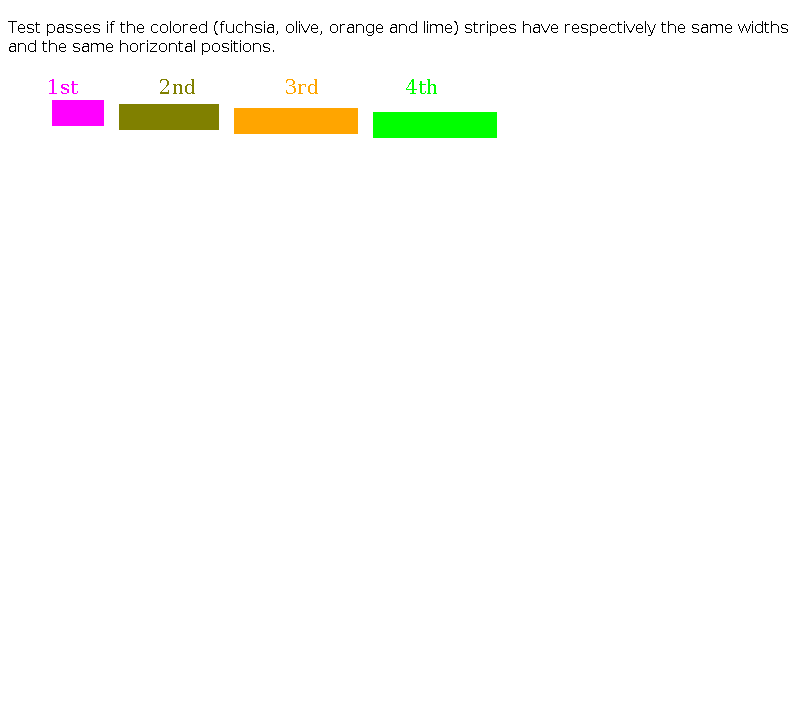 Test passes if the colored (fuchsia, olive, orange and lime) stripes have respectively the same widths
and the same horizontal positions.
1st 2nd 3rd 4th